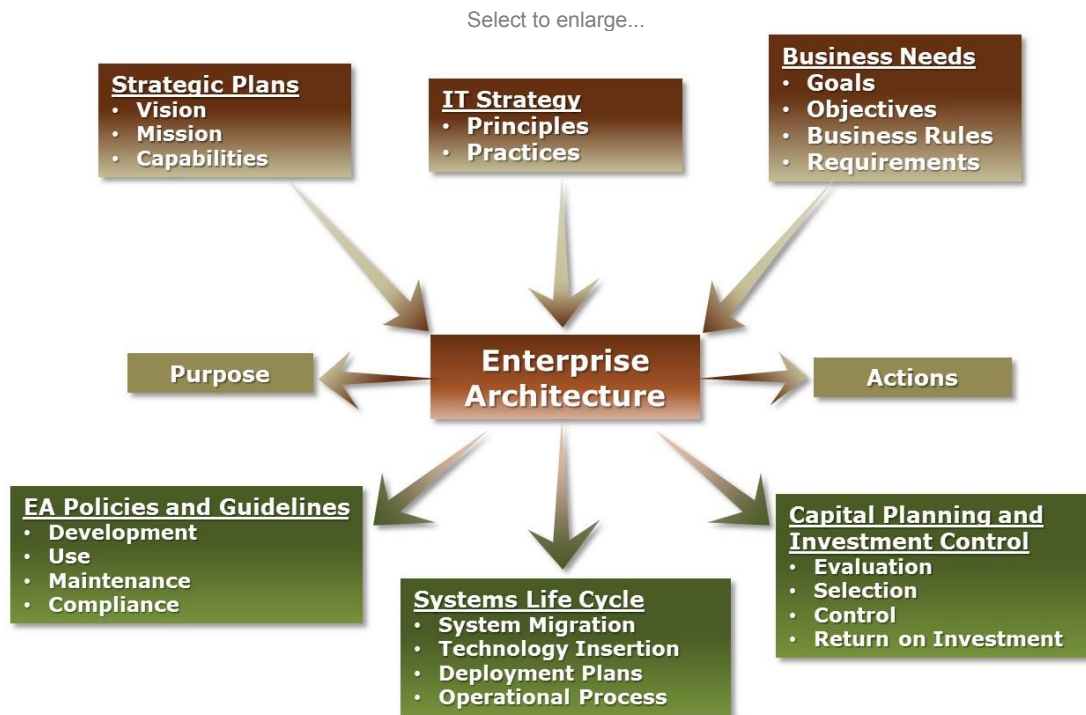 Select to enlarge...
Strategic Plans
• Vision
• Mission
• Capabilities
IT Strategy
• Principles
• Practices
Business Needs
• Goals
• Objectives
• Business Rules
• Requirements
Purpose
Enterprise
Architecture
Actions
EA Policies and Guidelines
• Development
• Use
• Maintenance
• Compliance
Systems Life Cycle
• System Migration
• Technology Insertion
• Deployment Plans
• Operational Process
Capital Planning and
Investment Control
• Evaluation
• Selection
• Control
• Return on Investment